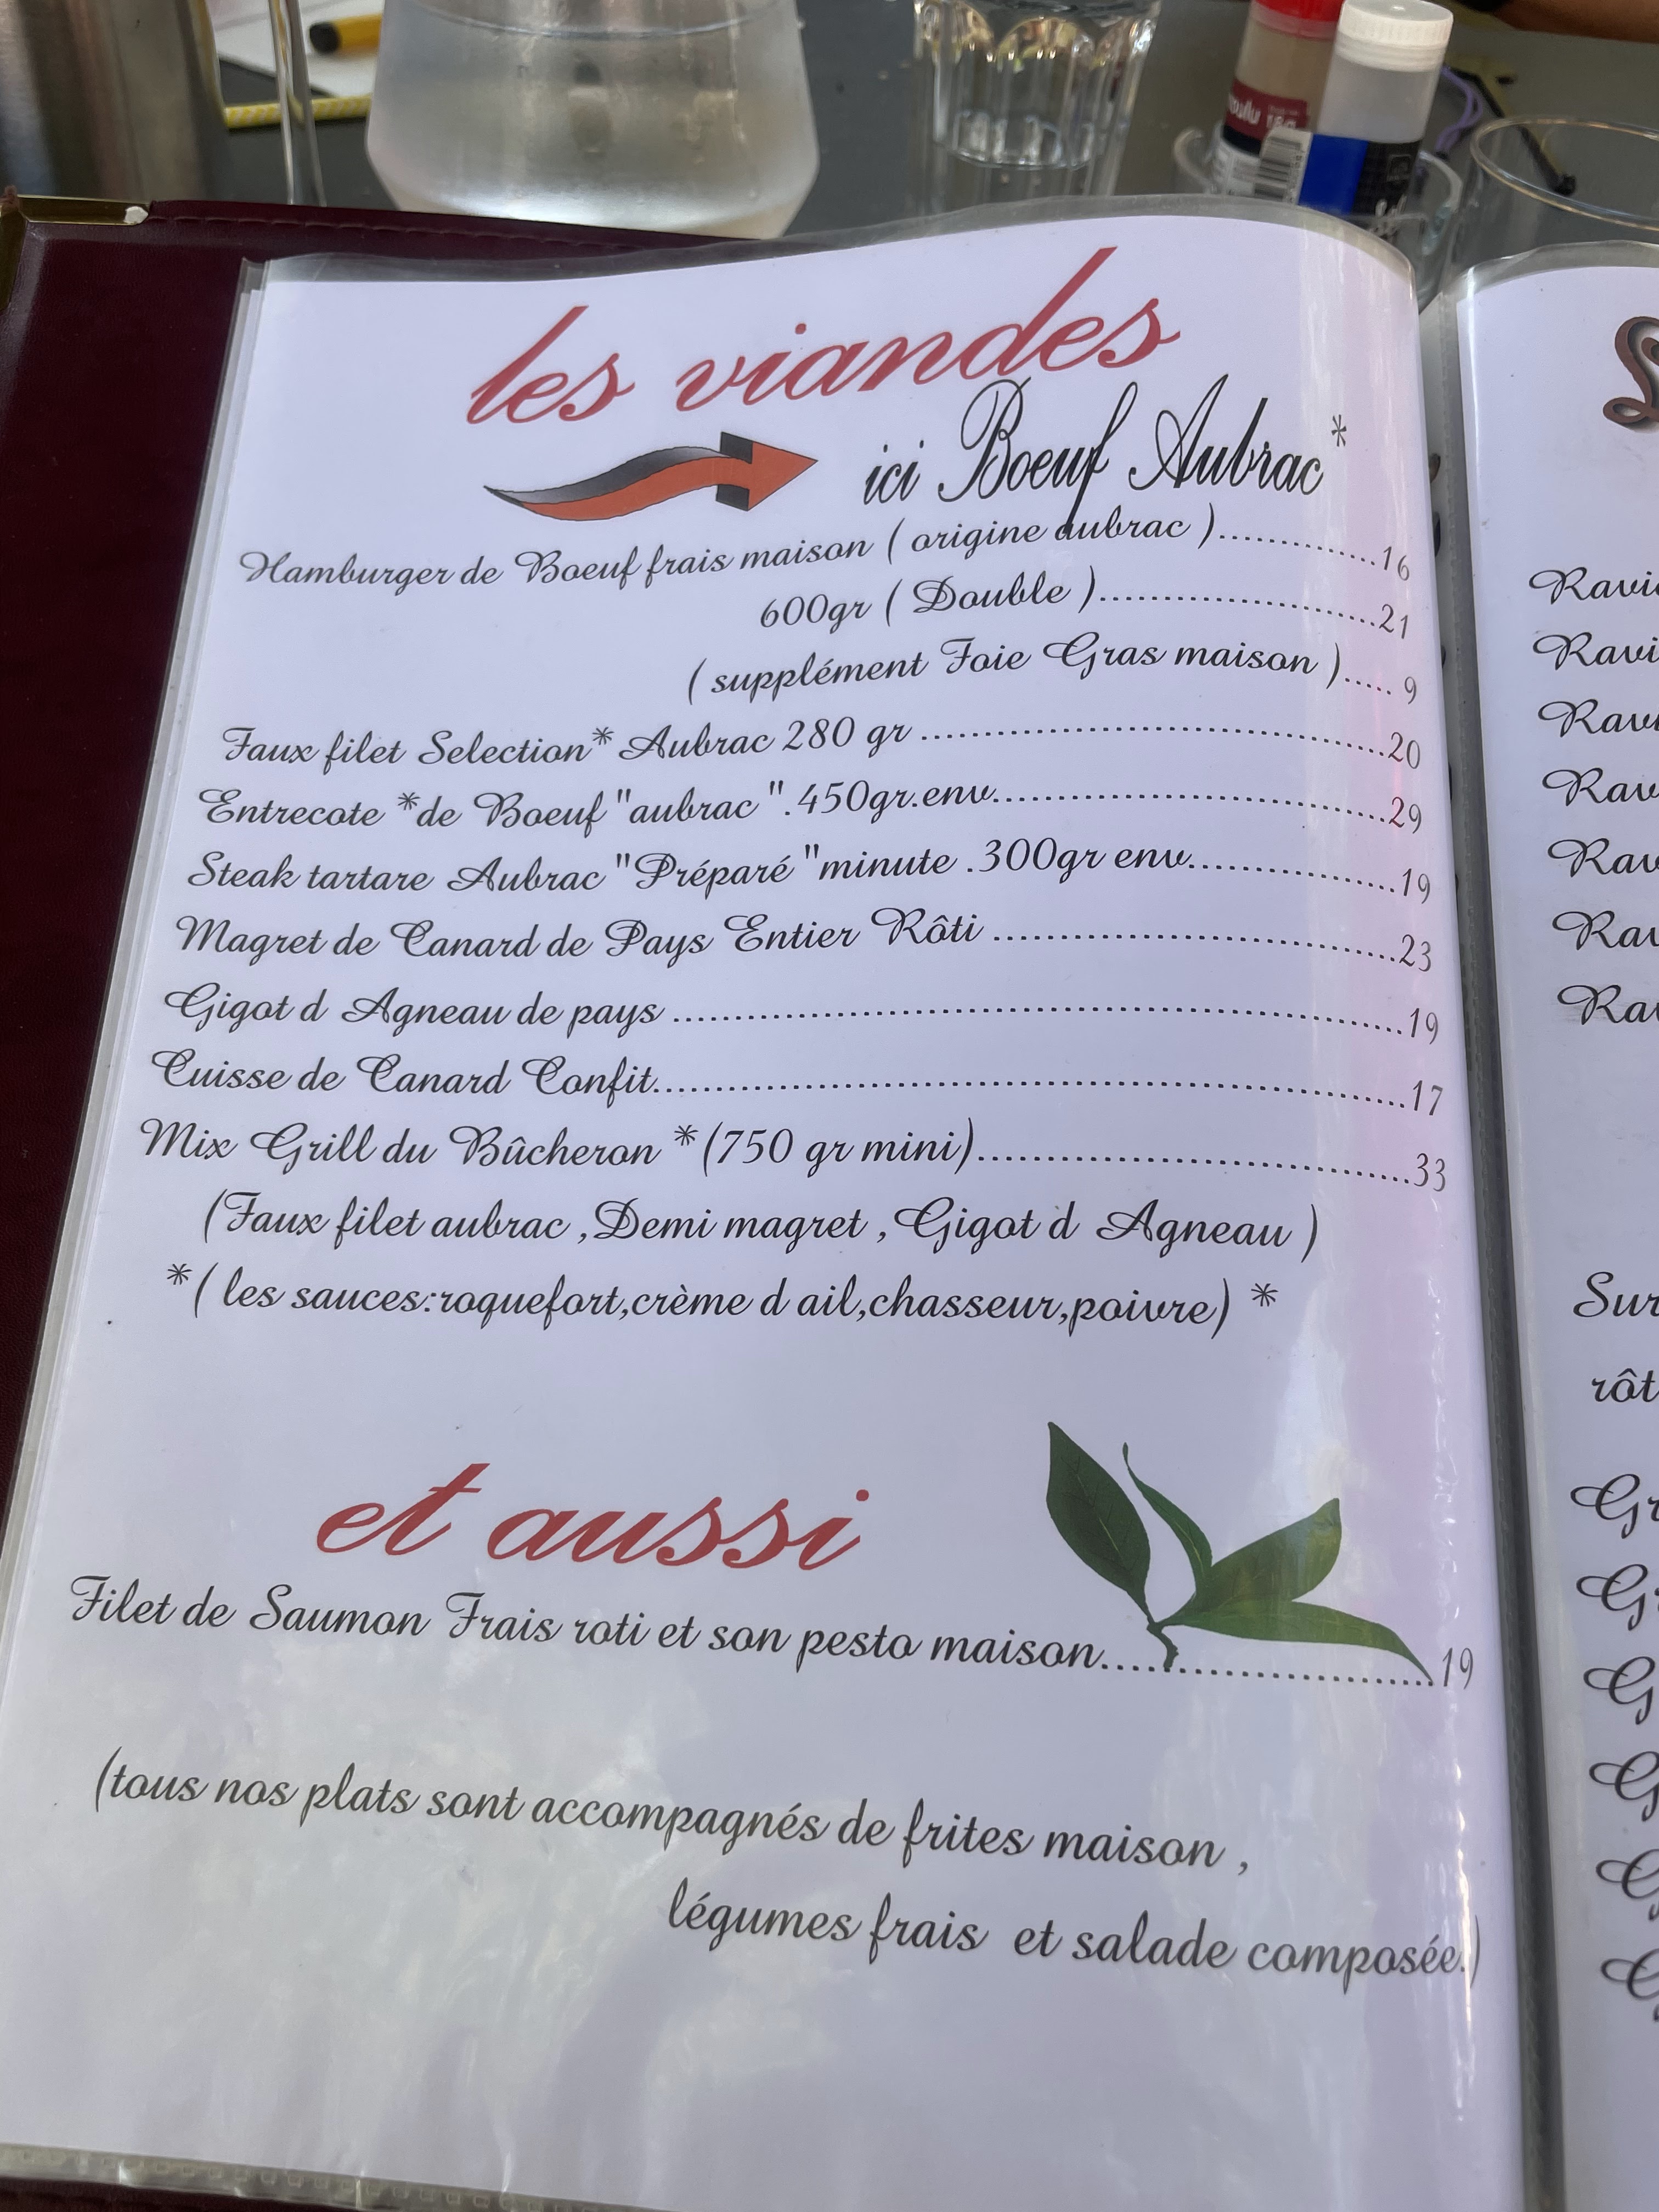 les viandes
ici Boeuf Aubrac*
Hamburger de Boeuf frais maison ( origine aubrac )..............16
600gr ( Double )........................21
( supplément Foie Gras maison )..... 9
Faux filet Selection* Aubrac 280 gr ........................................20
Entrecote *de Boeuf "aubrac ".450gr.env..................................29
Steak tartare Aubrac "Préparé "minute .300gr env..................19
Magret de Canard de Pays Entier Rôti ...................................23
Gigot d Agneau de pays ................................................................19
Cuisse de Canard Confit.................................................................17
Mix Grill du Bûcheron *(750 gr mini)......................................33
(Faux filet aubrac ,Demi magret ,Gigot d Agneau )
*( les sauces:roquefort,crème d ail,chasseur,poivre) *
et aussi
Filet de Saumon Frais roti et son pesto maison..........................19
(tous nos plats sont accompagnés de frites maison ,
légumes frais et salade composée.)